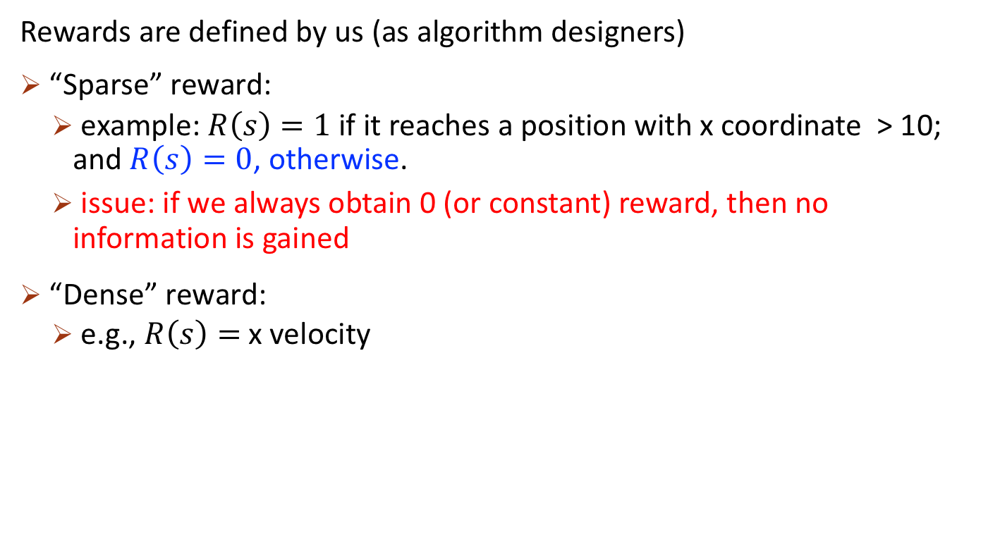 Rewards are defined by us (as algorithm designers)
➢ “Sparse” reward:
➢ example: R(s) = 1 if it reaches a position with x coordinate > 10;
and R(s) = 0, otherwise.
➢ issue: if we always obtain 0 (or constant) reward, then no
information is gained
➢ “Dense” reward:
➢ e.g., R(s) = x velocity